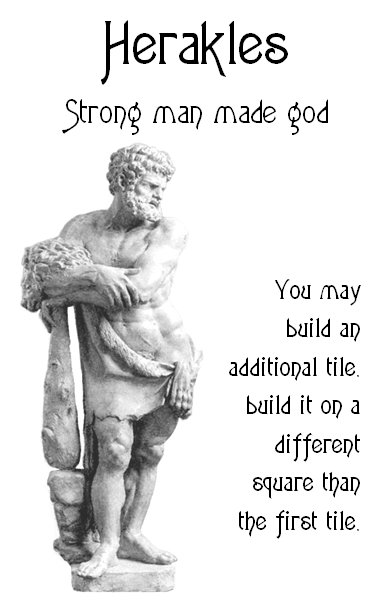 Herakles
Strong man made god
You may
build an
additional tile.
build it on a
different
square than
the first tile.